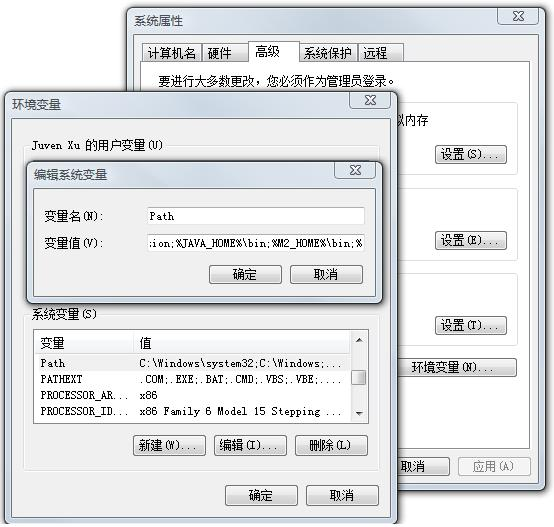 系统属性
计算机名 硬件 高级 系统保护 远程
要进行大多数更改，您必须作为管理员登录。
拟内存
设置(S)...
设置(E)...
设置(T)...
环境变量(N)...
取消 应用(A)
环境变量
Juven Xu 的用户变量(U)
编辑系统变量
变量名(N): Path
变量值(V): ion;%JAVA_HOME%\bin;%M2_HOME%\bin;%
确定 取消
系统变量(S)
变量 值
Path C:\Windows\system32;C:\Windows;...
PATHEXT .COM;.EXE;.BAT;.CMD;.VBS;.VBE;....
PROCESSOR_AR... x86
PROCESSOR_ID... x86 Family 6 Model 15 Stepping ...
新建(W)... 编辑(I)... 删除(L)
确定 取消